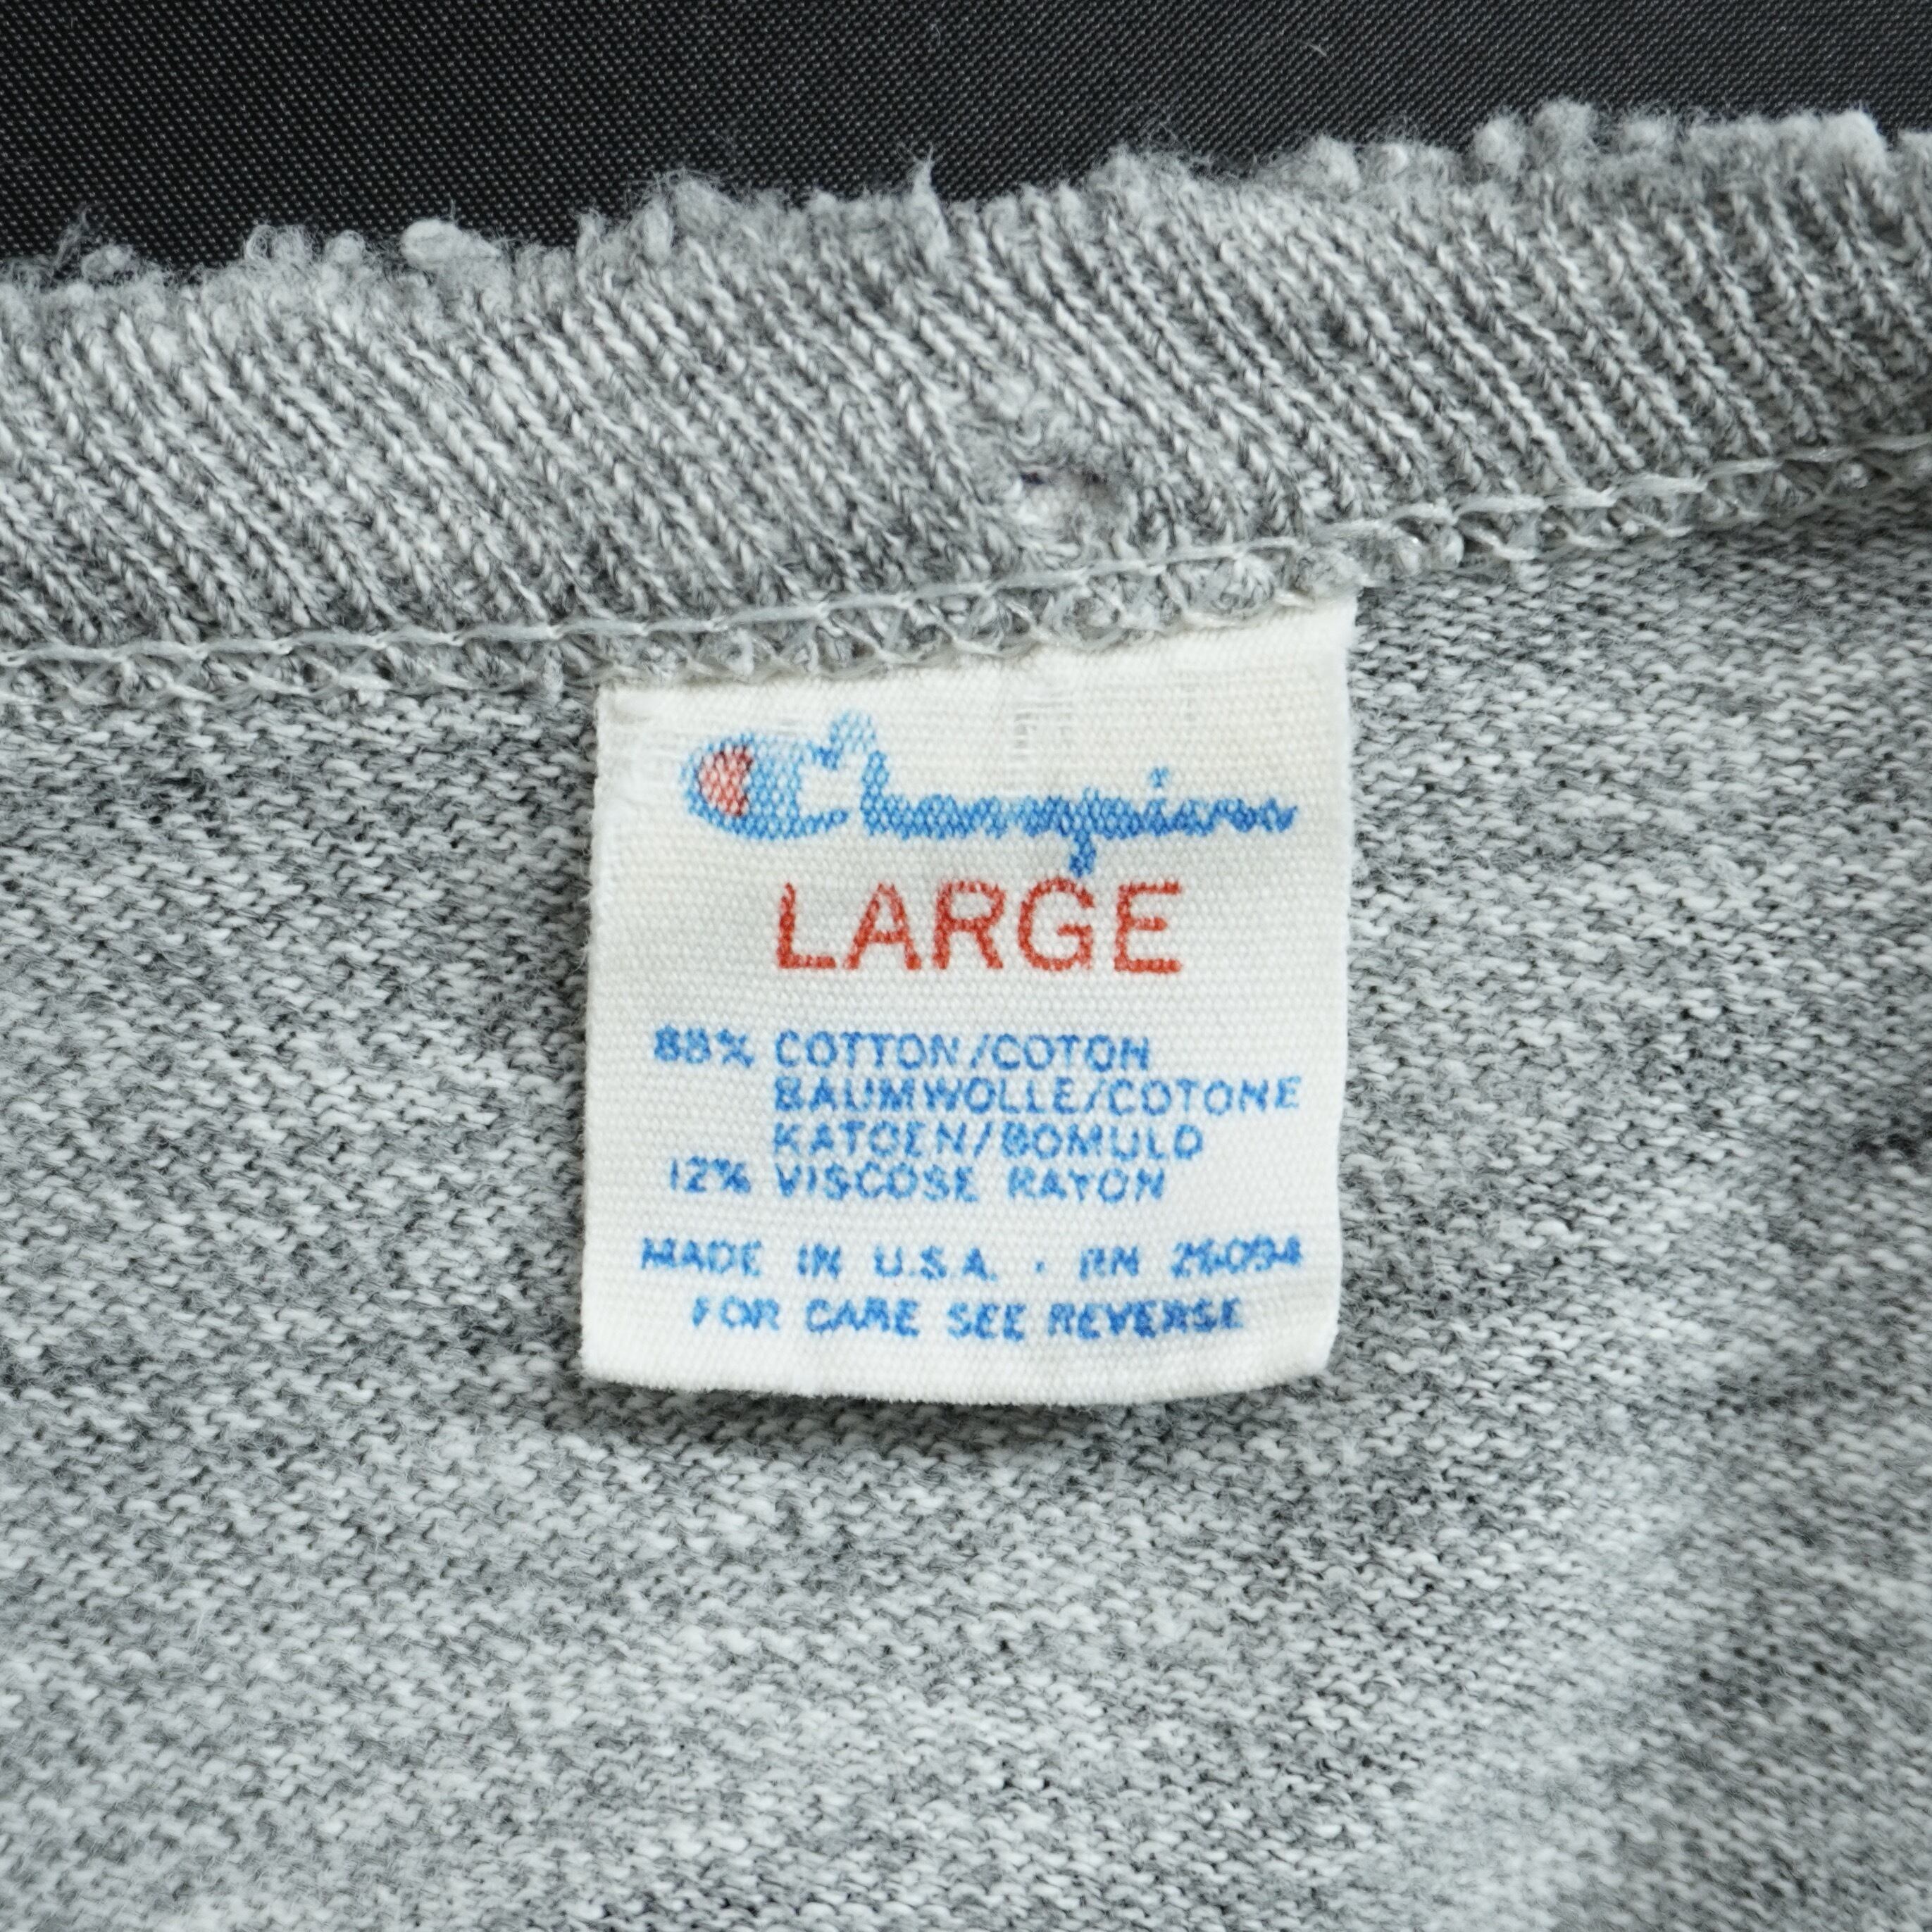 Champion
LARGE
88% COTTON/COTON
BAUMWOLLE/COTONE
KATOEN/BOMULD
12% VISCOSE RAYON
MADE IN U.S.A. · RN 26094
FOR CARE SEE REVERSE